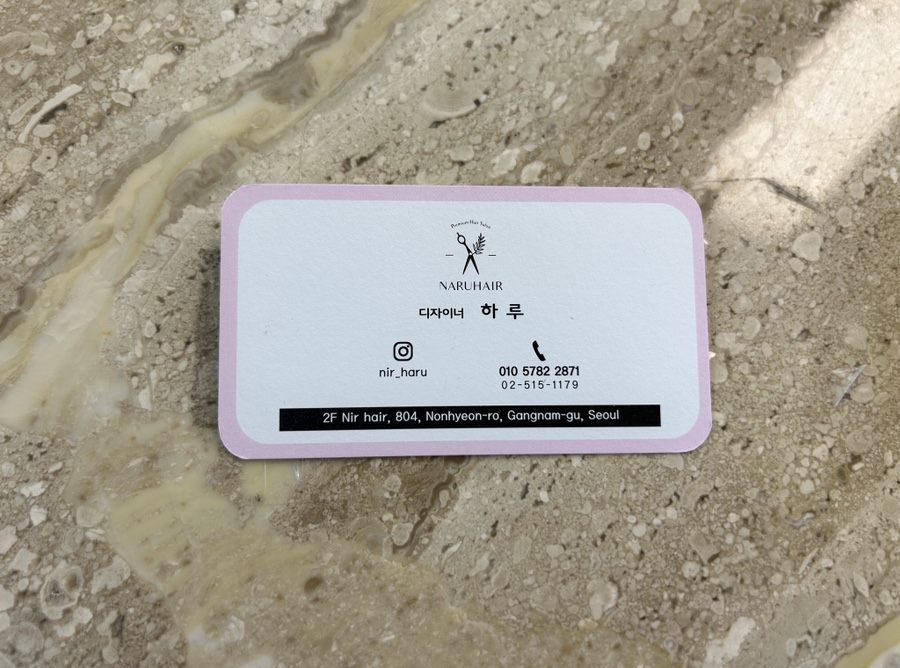 Premium Hair Salon
NARUHAIR
디자이너 하루
nir_haru
010 5782 2871
02-515-1179
2F Nir hair, 804, Nonhyeon-ro, Gangnam-gu, Seoul